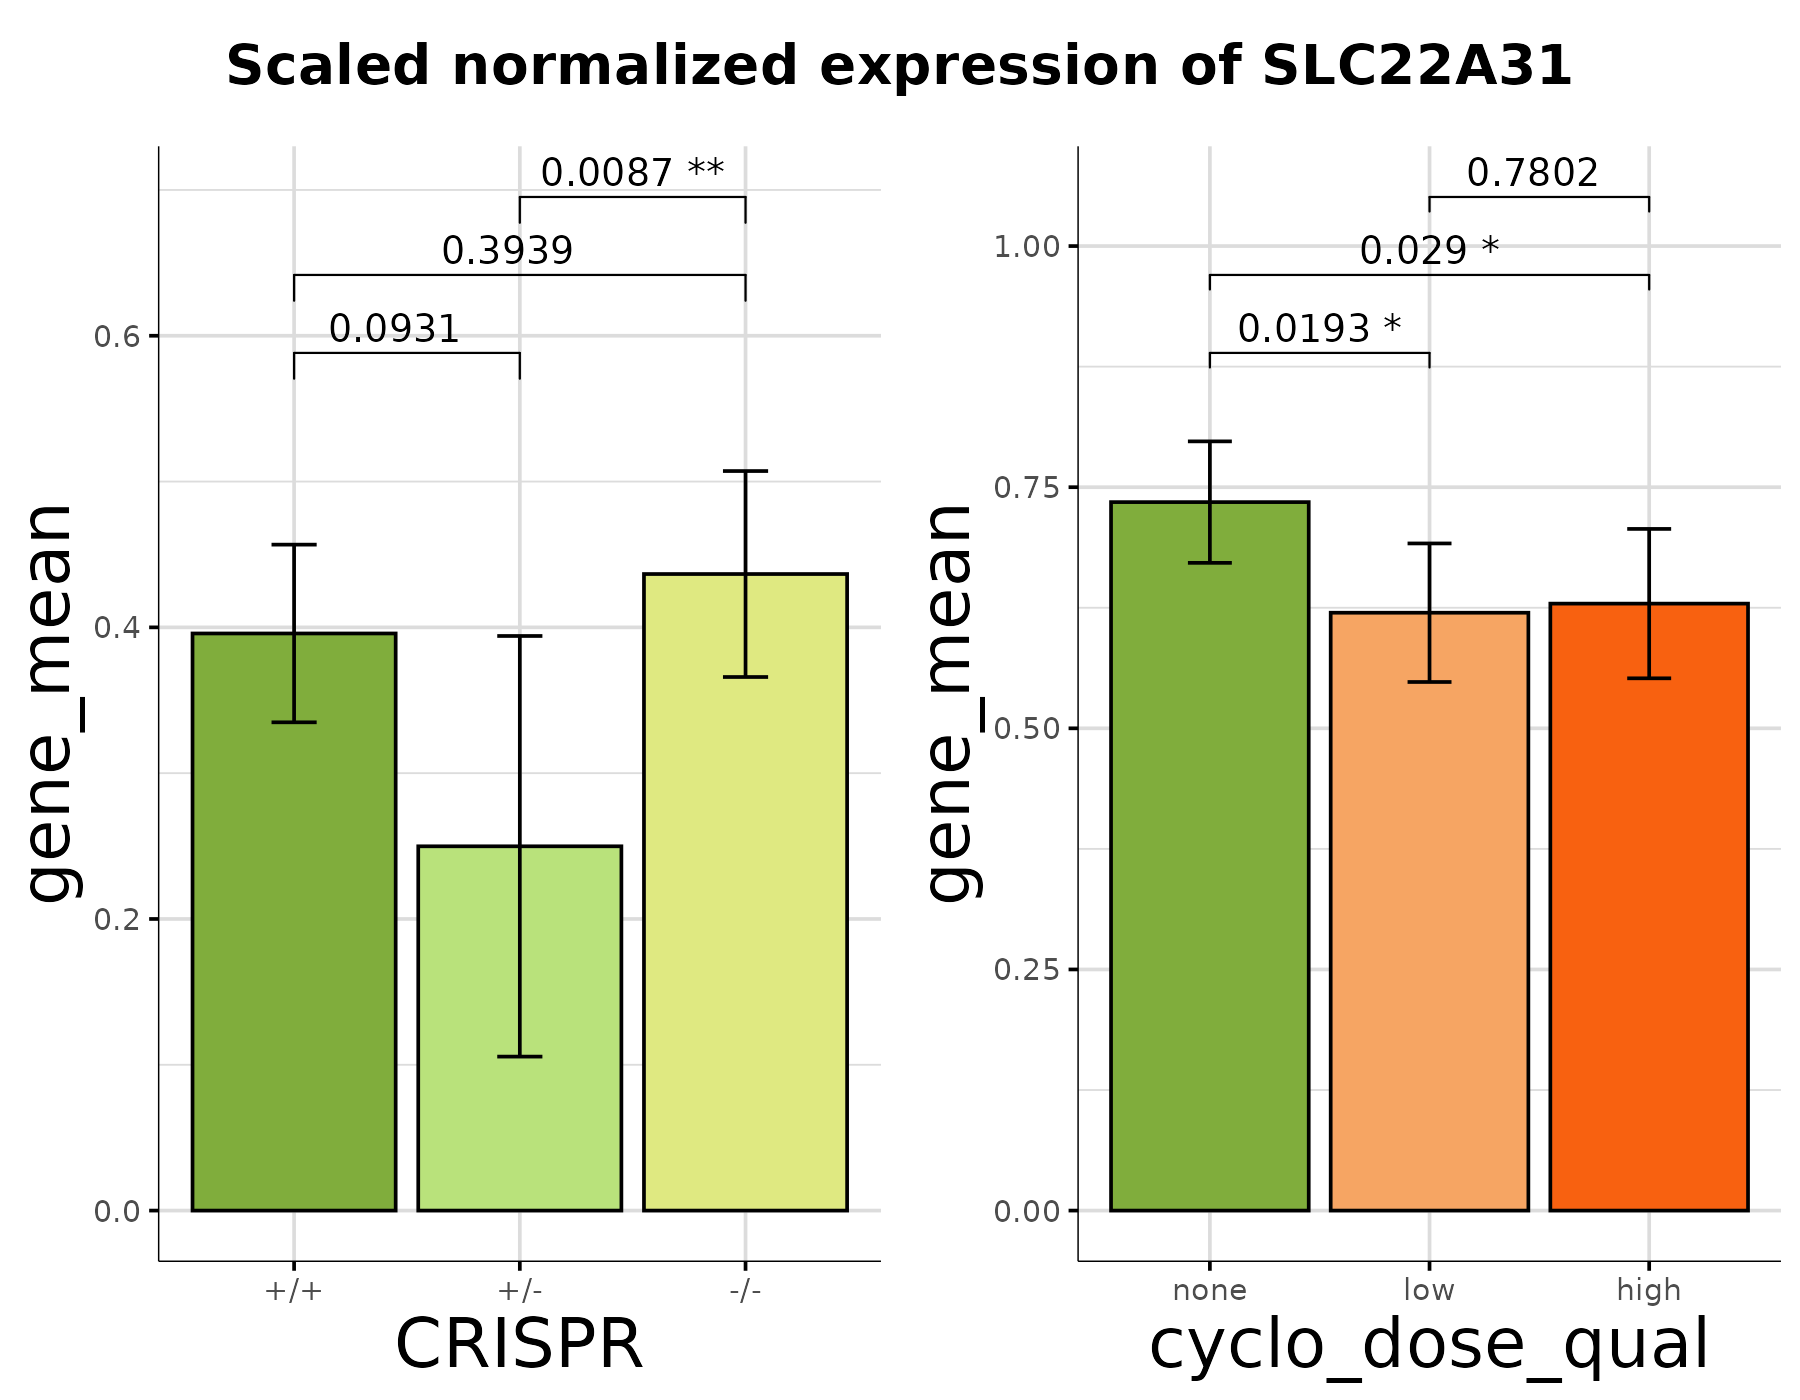 Scaled normalized expression of SLC22A31
0.0087 **
0.3939
0.0931
0.6
0.4
0.2
0.0
gene_mean
+/+ +/- -/-
CRISPR
0.7802
0.029 *
0.0193 *
1.00
0.75
0.50
0.25
0.00
gene_mean
none low high
cyclo_dose_qual